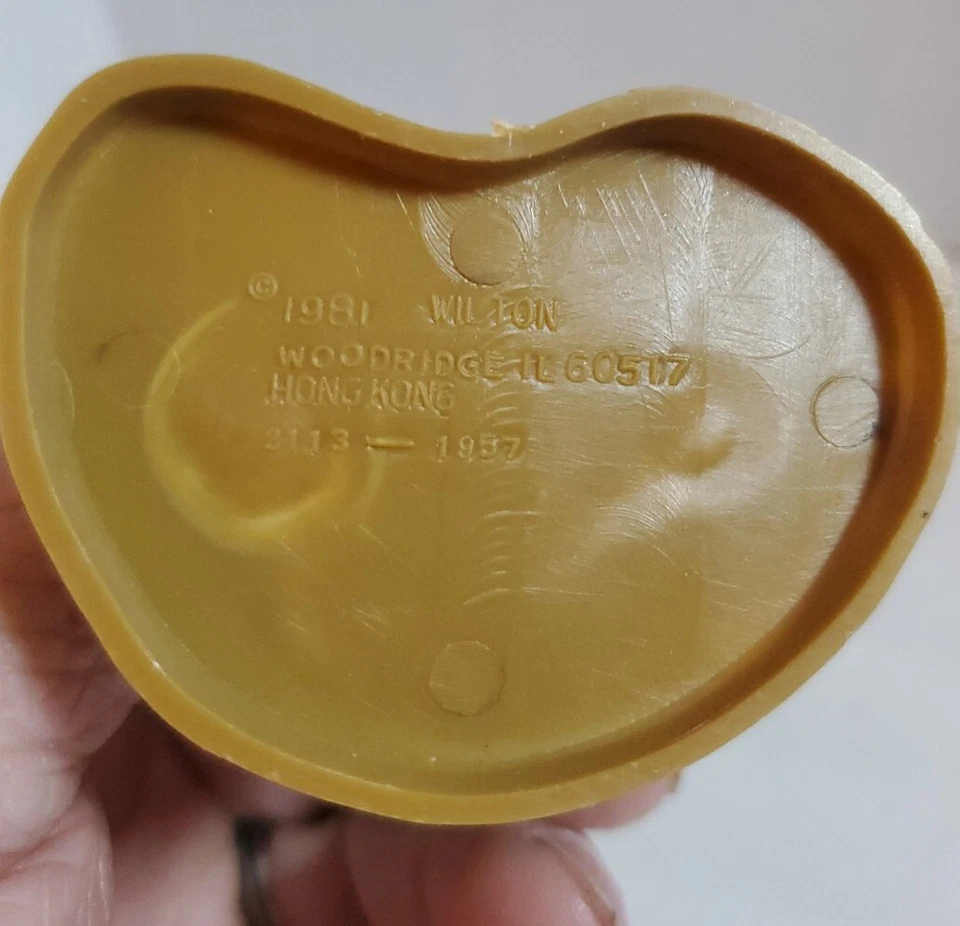 © 1981 WILTON
WOODRIDGE IL 60517
HONG KONG
2113 — 1957